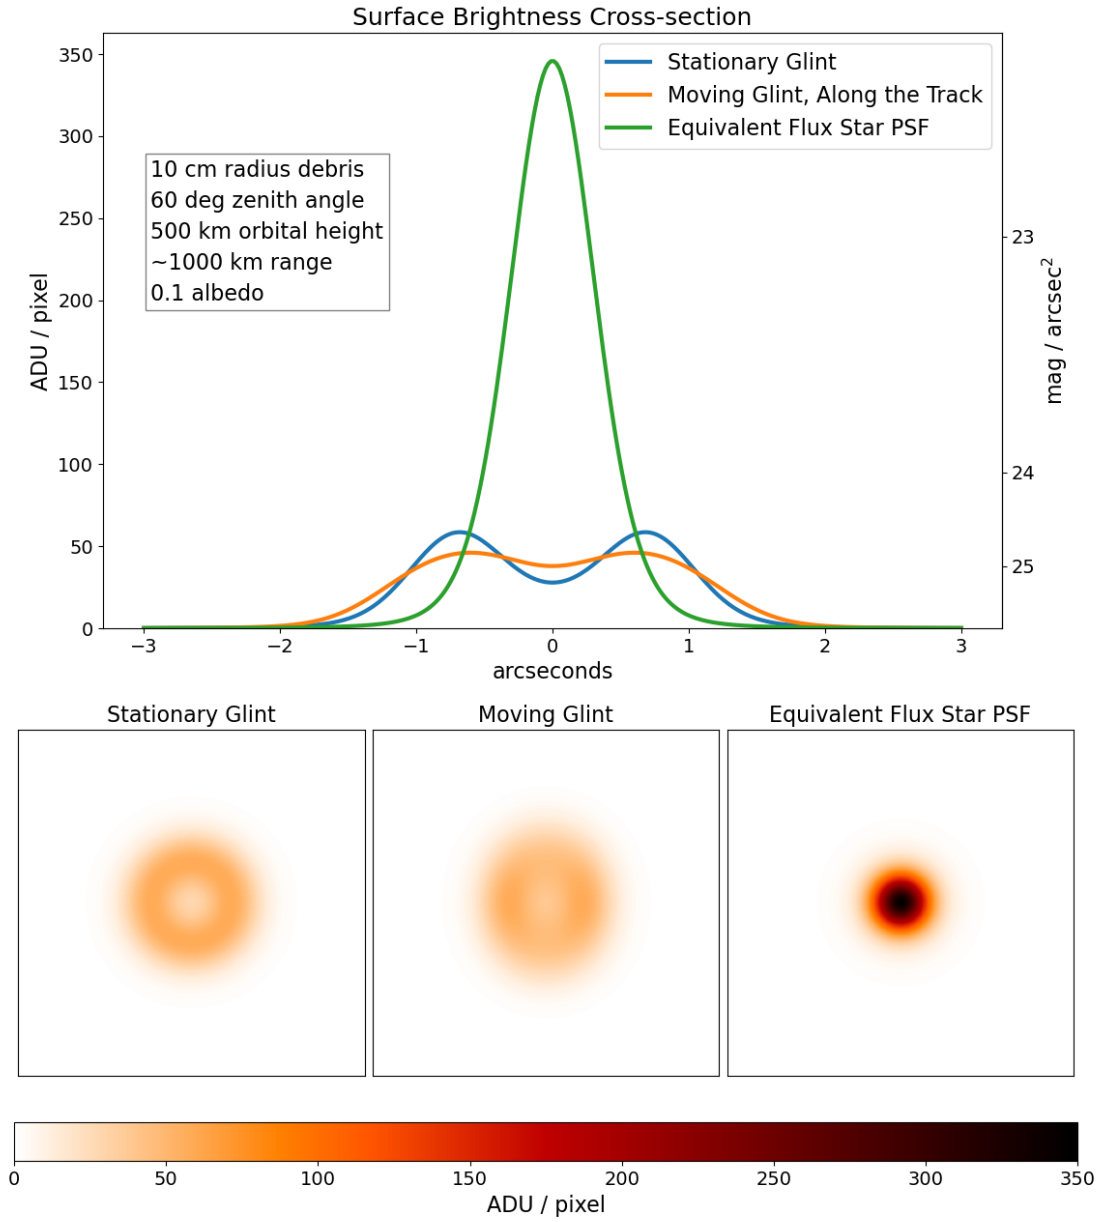 Surface Brightness Cross-section
350
300
250
200
150
100
50
0
ADU / pixel
Stationary Glint
Moving Glint, Along the Track
Equivalent Flux Star PSF
10 cm radius debris
60 deg zenith angle
500 km orbital height
~1000 km range
0.1 albedo
23
24
25
mag / arcsec²
−3 −2 −1 0 1 2 3
arcseconds
Stationary Glint
Moving Glint
Equivalent Flux Star PSF
0 50 100 150 200 250 300 350
ADU / pixel